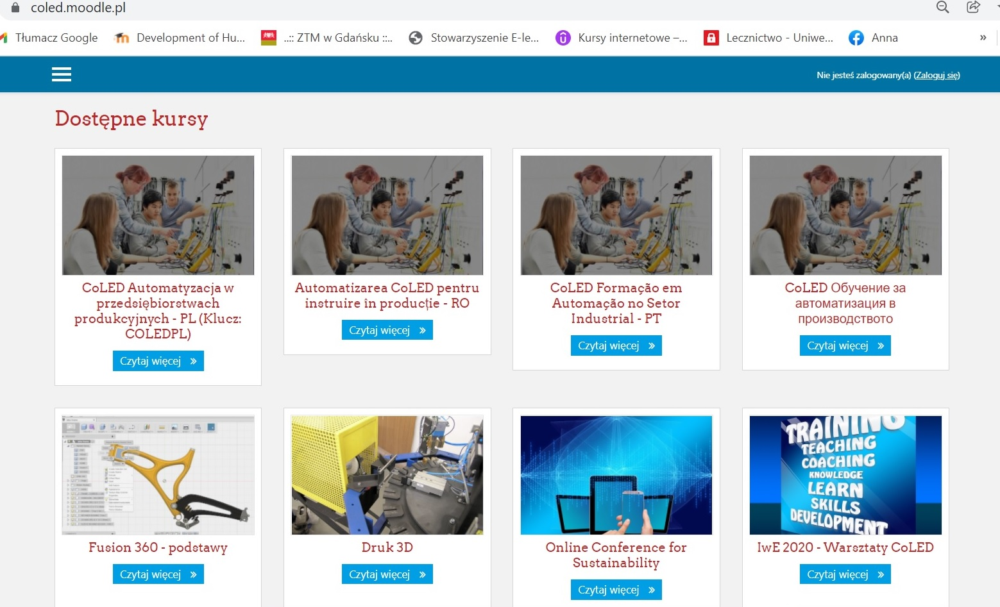 coled.moodle.pl
Tłumacz Google
Development of Hu...
..:: ZTM w Gdańsku ::..
Stowarzyszenie E-le...
Kursy internetowe –...
Lecznictwo - Uniwe...
Anna
»
Nie jesteś zalogowany(a) (Zaloguj się)
Dostępne kursy
CoLED Automatyzacja w
przedsiębiorstwach
produkcyjnych - PL (Klucz:
COLEDPL)
Czytaj więcej »
Automatizarea CoLED pentru
instruire în producție - RO
Czytaj więcej »
CoLED Formação em
Automação no Setor
Industrial - PT
Czytaj więcej »
CoLED Обучение за
автоматизация в
производството
Czytaj więcej »
Fusion 360 - podstawy
Czytaj więcej »
Druk 3D
Czytaj więcej »
Online Conference for
Sustainability
Czytaj więcej »
TRAINING
TEACHING
COACHING
KNOWLEDGE
LEARN
SKILLS
DEVELOPMENT
IwE 2020 - Warsztaty CoLED
Czytaj więcej »